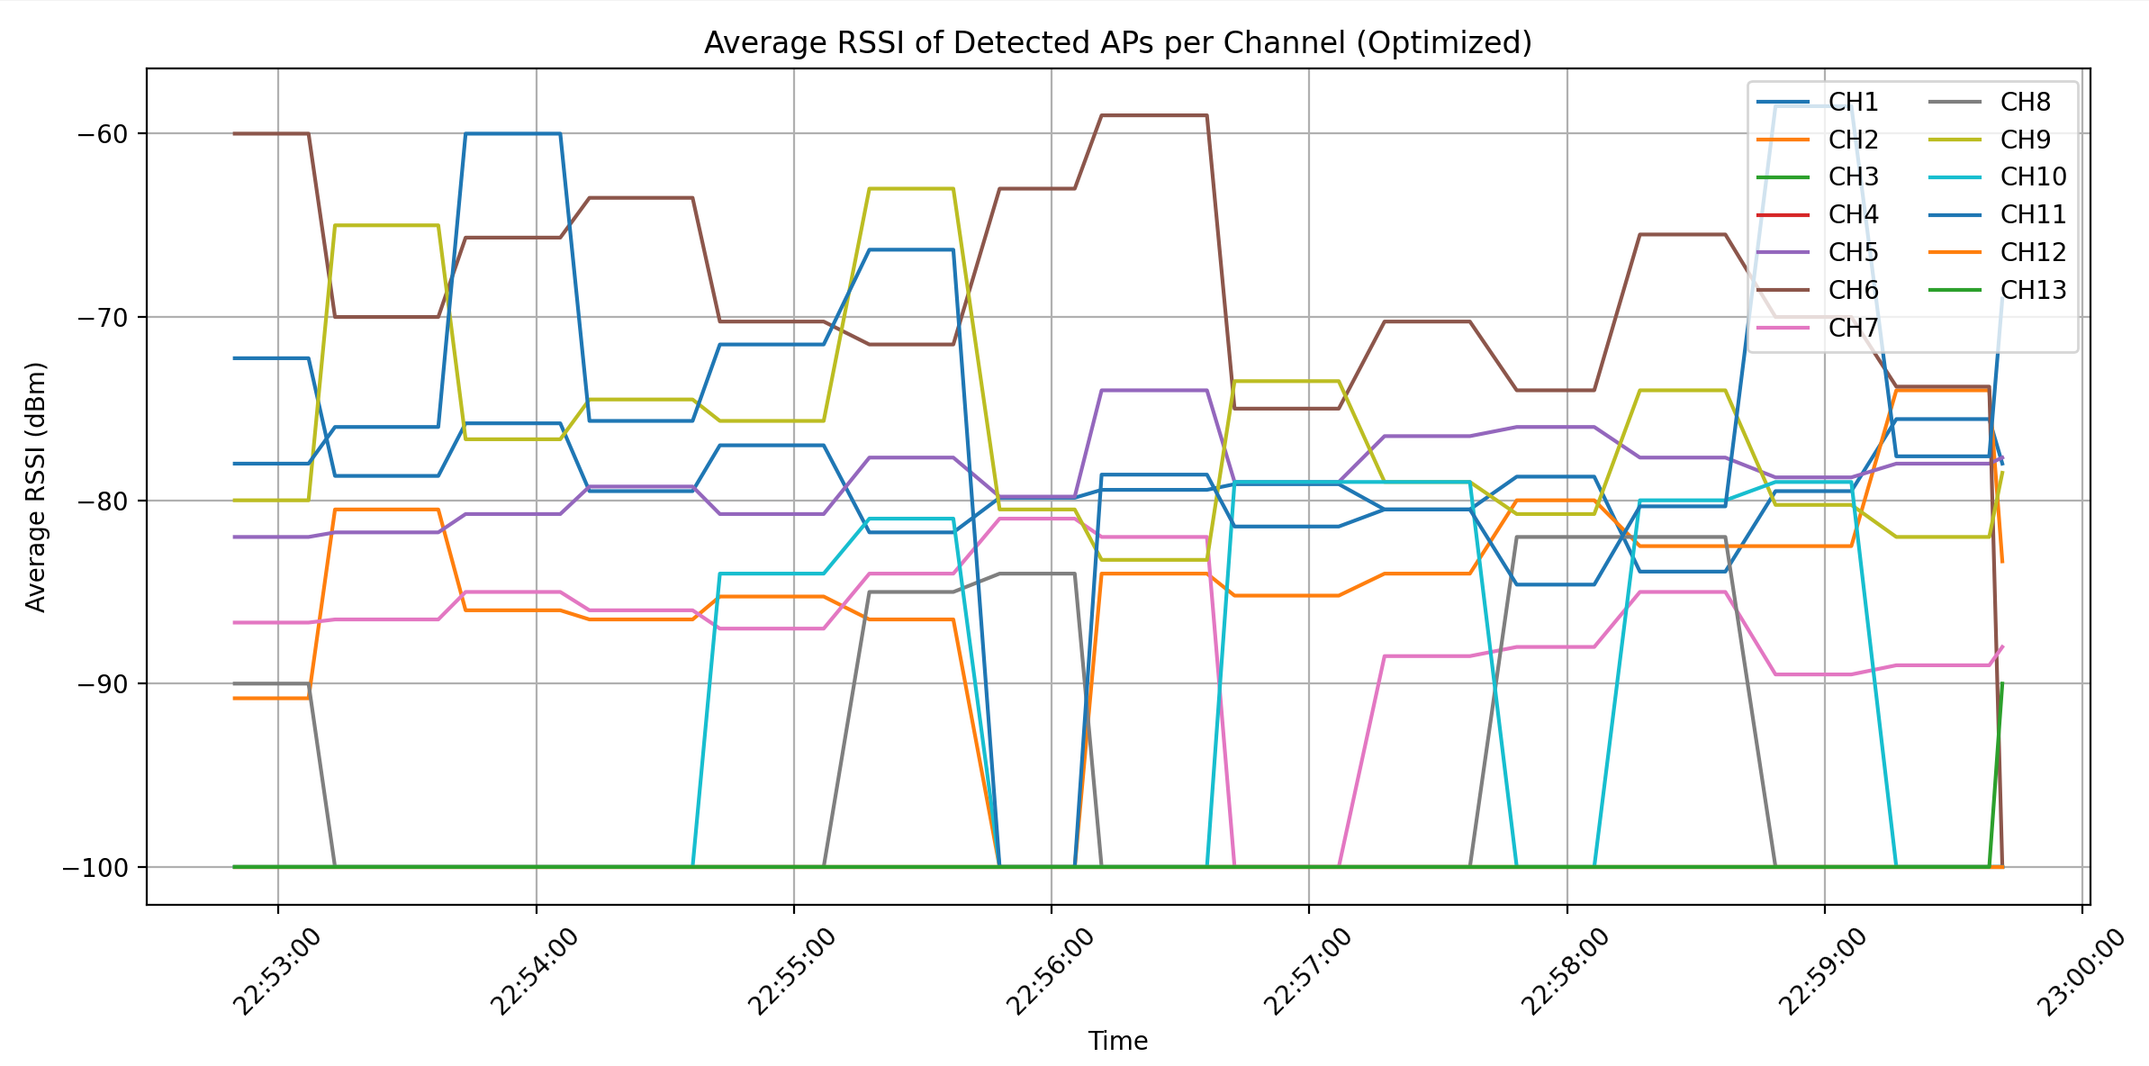 Average RSSI of Detected APs per Channel (Optimized)
Average RSSI (dBm)
−60
−70
−80
−90
−100
CH1
CH2
CH3
CH4
CH5
CH6
CH7
CH8
CH9
CH10
CH11
CH12
CH13
22:53:00
22:54:00
22:55:00
22:56:00
22:57:00
22:58:00
22:59:00
23:00:00
Time